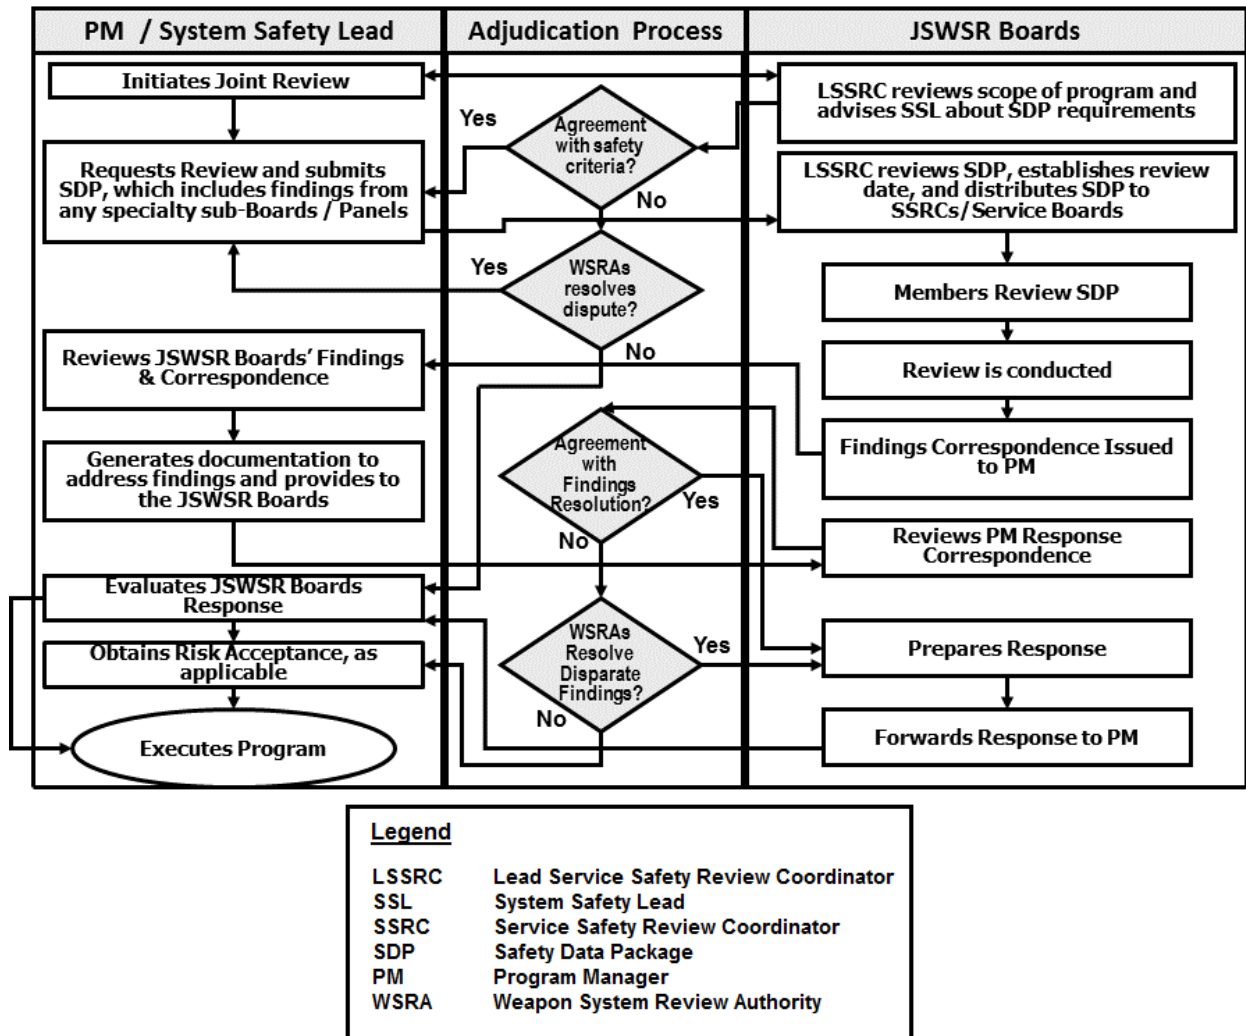 PM / System Safety Lead
Adjudication Process
JSWSR Boards
Initiates Joint Review
LSSRC reviews scope of program and
advises SSL about SDP requirements
Yes
Agreement
with safety
criteria?
No
Requests Review and submits
SDP, which includes findings from
any specialty sub-Boards / Panels
LSSRC reviews SDP, establishes review
date, and distributes SDP to
SSRCs/Service Boards
Yes
WSRAs
resolves
dispute?
No
Members Review SDP
Reviews JSWSR Boards' Findings
& Correspondence
Review is conducted
Generates documentation to
address findings and provides to
the JSWSR Boards
Agreement
with
Findings
Resolution?
Yes
No
Findings Correspondence Issued
to PM
Reviews PM Response
Correspondence
Evaluates JSWSR Boards
Response
WSRAs
Resolve
Disparate
Findings?
Yes
No
Prepares Response
Obtains Risk Acceptance, as
applicable
Executes Program
Forwards Response to PM
Legend
LSSRC Lead Service Safety Review Coordinator
SSL System Safety Lead
SSRC Service Safety Review Coordinator
SDP Safety Data Package
PM Program Manager
WSRA Weapon System Review Authority